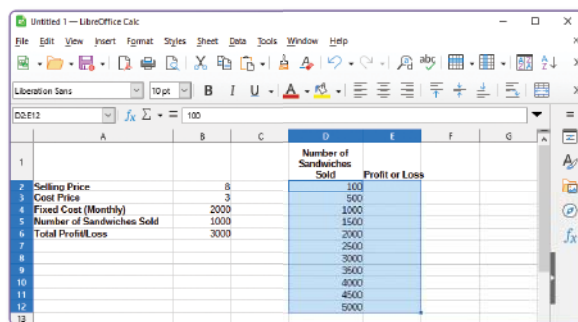 Untitled 1 — LibreOffice Calc
File Edit View Insert Format Styles Sheet Data Tools Window Help
Liberation Sans 10 pt B I U A
D2:E12 fx Σ = 100
A B C D E F G
1 Number of Sandwiches Sold Profit or Loss
2 Selling Price 8 100
3 Cost Price 3 500
4 Fixed Cost (Monthly) 2000 1000
5 Number of Sandwiches Sold 1000 1500
6 Total Profit/Loss 3000 2000
7 2500
8 3000
9 3500
10 4000
11 4500
12 5000
13